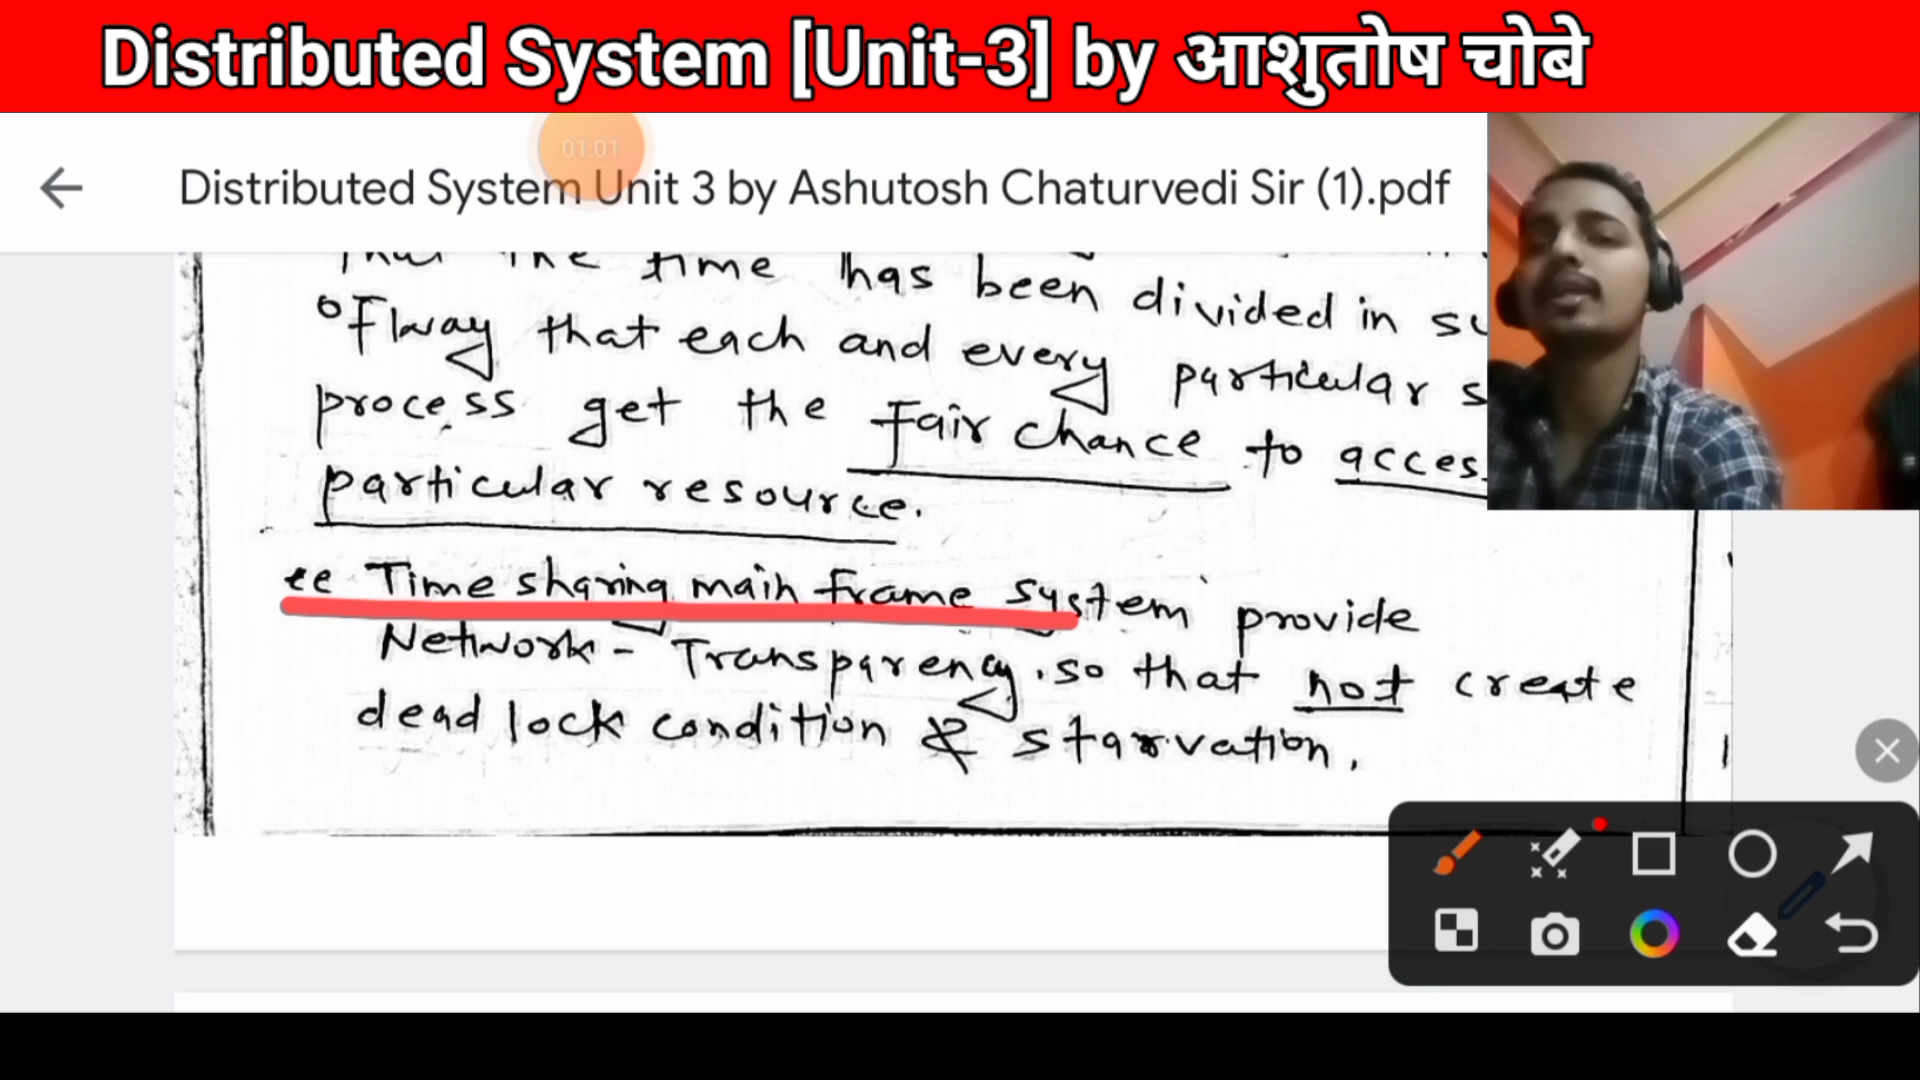 Distributed System [Unit-3] by आशुतोष चोबे
01:01
Distributed System Unit 3 by Ashutosh Chaturvedi Sir (1).pdf
the time has been divided in
of way that each and every particular
process get the fair chance to acces
particular resource.
Time sharing main frame system provide
Network - Transparency. so that not create
dead lock condition & starvation.